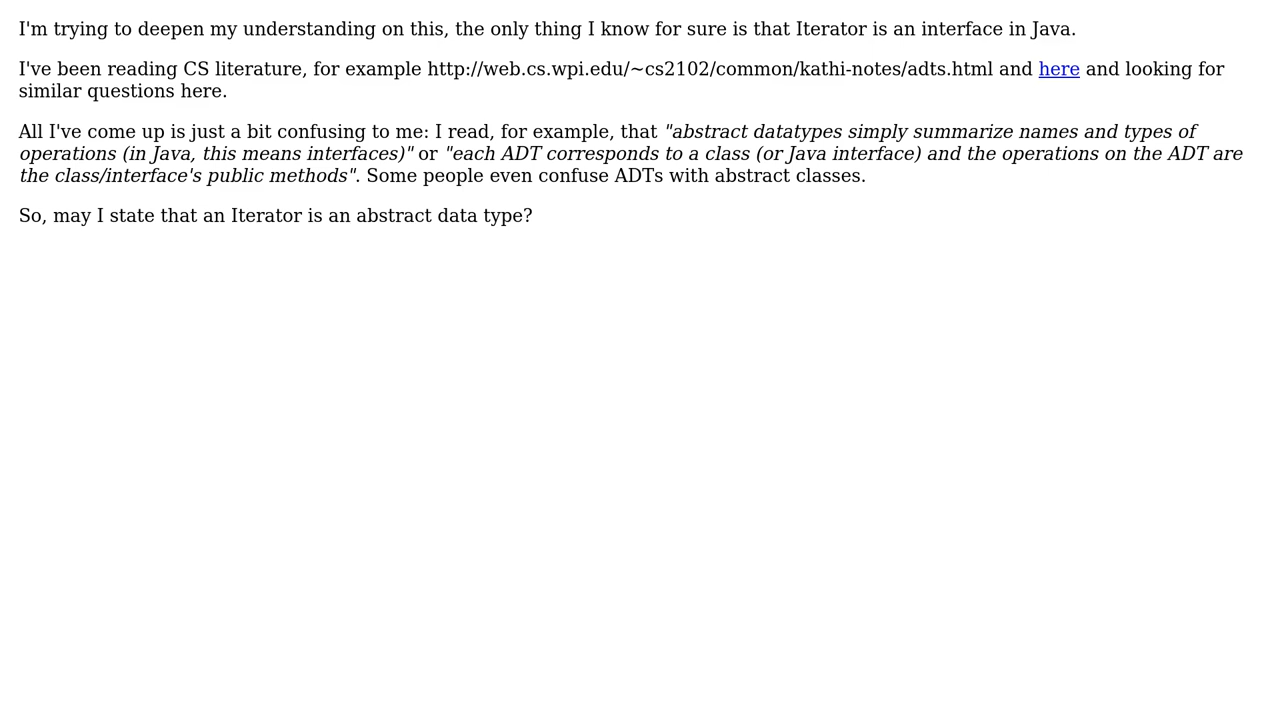 I'm trying to deepen my understanding on this, the only thing I know for sure is that Iterator is an interface in Java.
I've been reading CS literature, for example http://web.cs.wpi.edu/~cs2102/common/kathi-notes/adts.html and here and looking for
similar questions here.
All I've come up is just a bit confusing to me: I read, for example, that "abstract datatypes simply summarize names and types of
operations (in Java, this means interfaces)" or "each ADT corresponds to a class (or Java interface) and the operations on the ADT are
the class/interface's public methods". Some people even confuse ADTs with abstract classes.
So, may I state that an Iterator is an abstract data type?